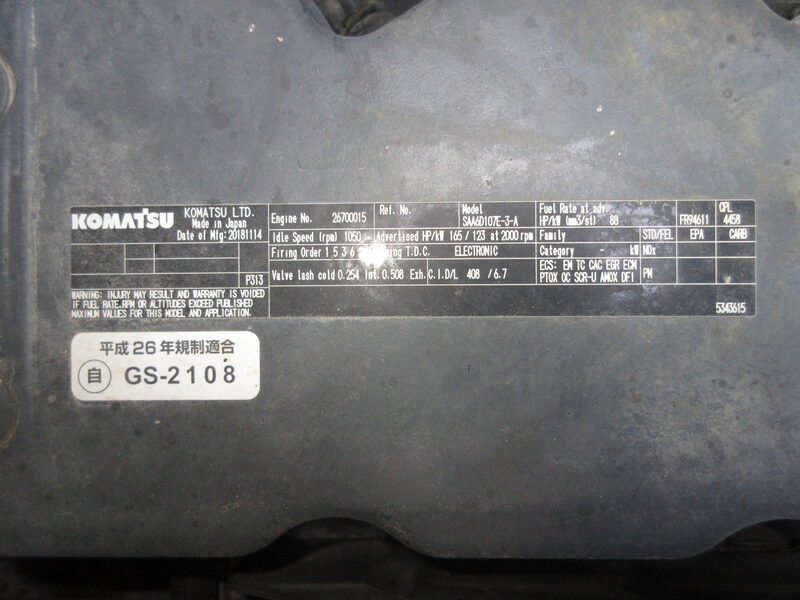 KOMATSU KOMATSU LTD.
Made in Japan
Date of Mfg: 20181114
P313
WARNING: INJURY MAY RESULT AND WARRANTY IS VOIDED
IF FUEL RATE.RPM OR ALTITUDES EXCEED PUBLISHED
MAXIMUM VALUES FOR THIS MODEL AND APPLICATION.
Engine No. 26700015 Ref. No. Model SAA6D107E-3-A Fuel Rate at adv. HP/kW (mm3/st) 88 FR94611 CPL 4458
Idle Speed (rpm) 1050 Advertised HP/kW 165 / 123 at 2000 rpm Family STD/FEL EPA CARB
Firing Order 1 5 3 6 T.D.C. ELECTRONIC Category - kW NOx
Valve lash cold 0.254 Int. 0.508 Exh. C.I.D/L 408 / 6.7 ECS: EM TC CAC EGR ECM PTOX OC SCR-U AMOX DFI PM
5343615
平成26年規制適合
自 GS-2108